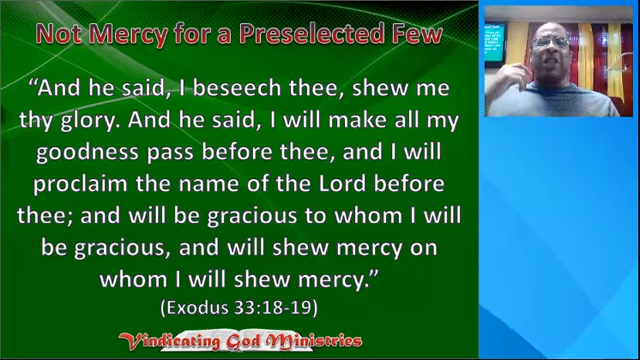 Not Mercy for a Preselected Few
“And he said, I beseech thee, shew me
thy glory. And he said, I will make all my
goodness pass before thee, and I will
proclaim the name of the Lord before
thee; and will be gracious to whom I will
be gracious, and will shew mercy on
whom I will shew mercy.”
(Exodus 33:18-19)
Vindicating God Ministries